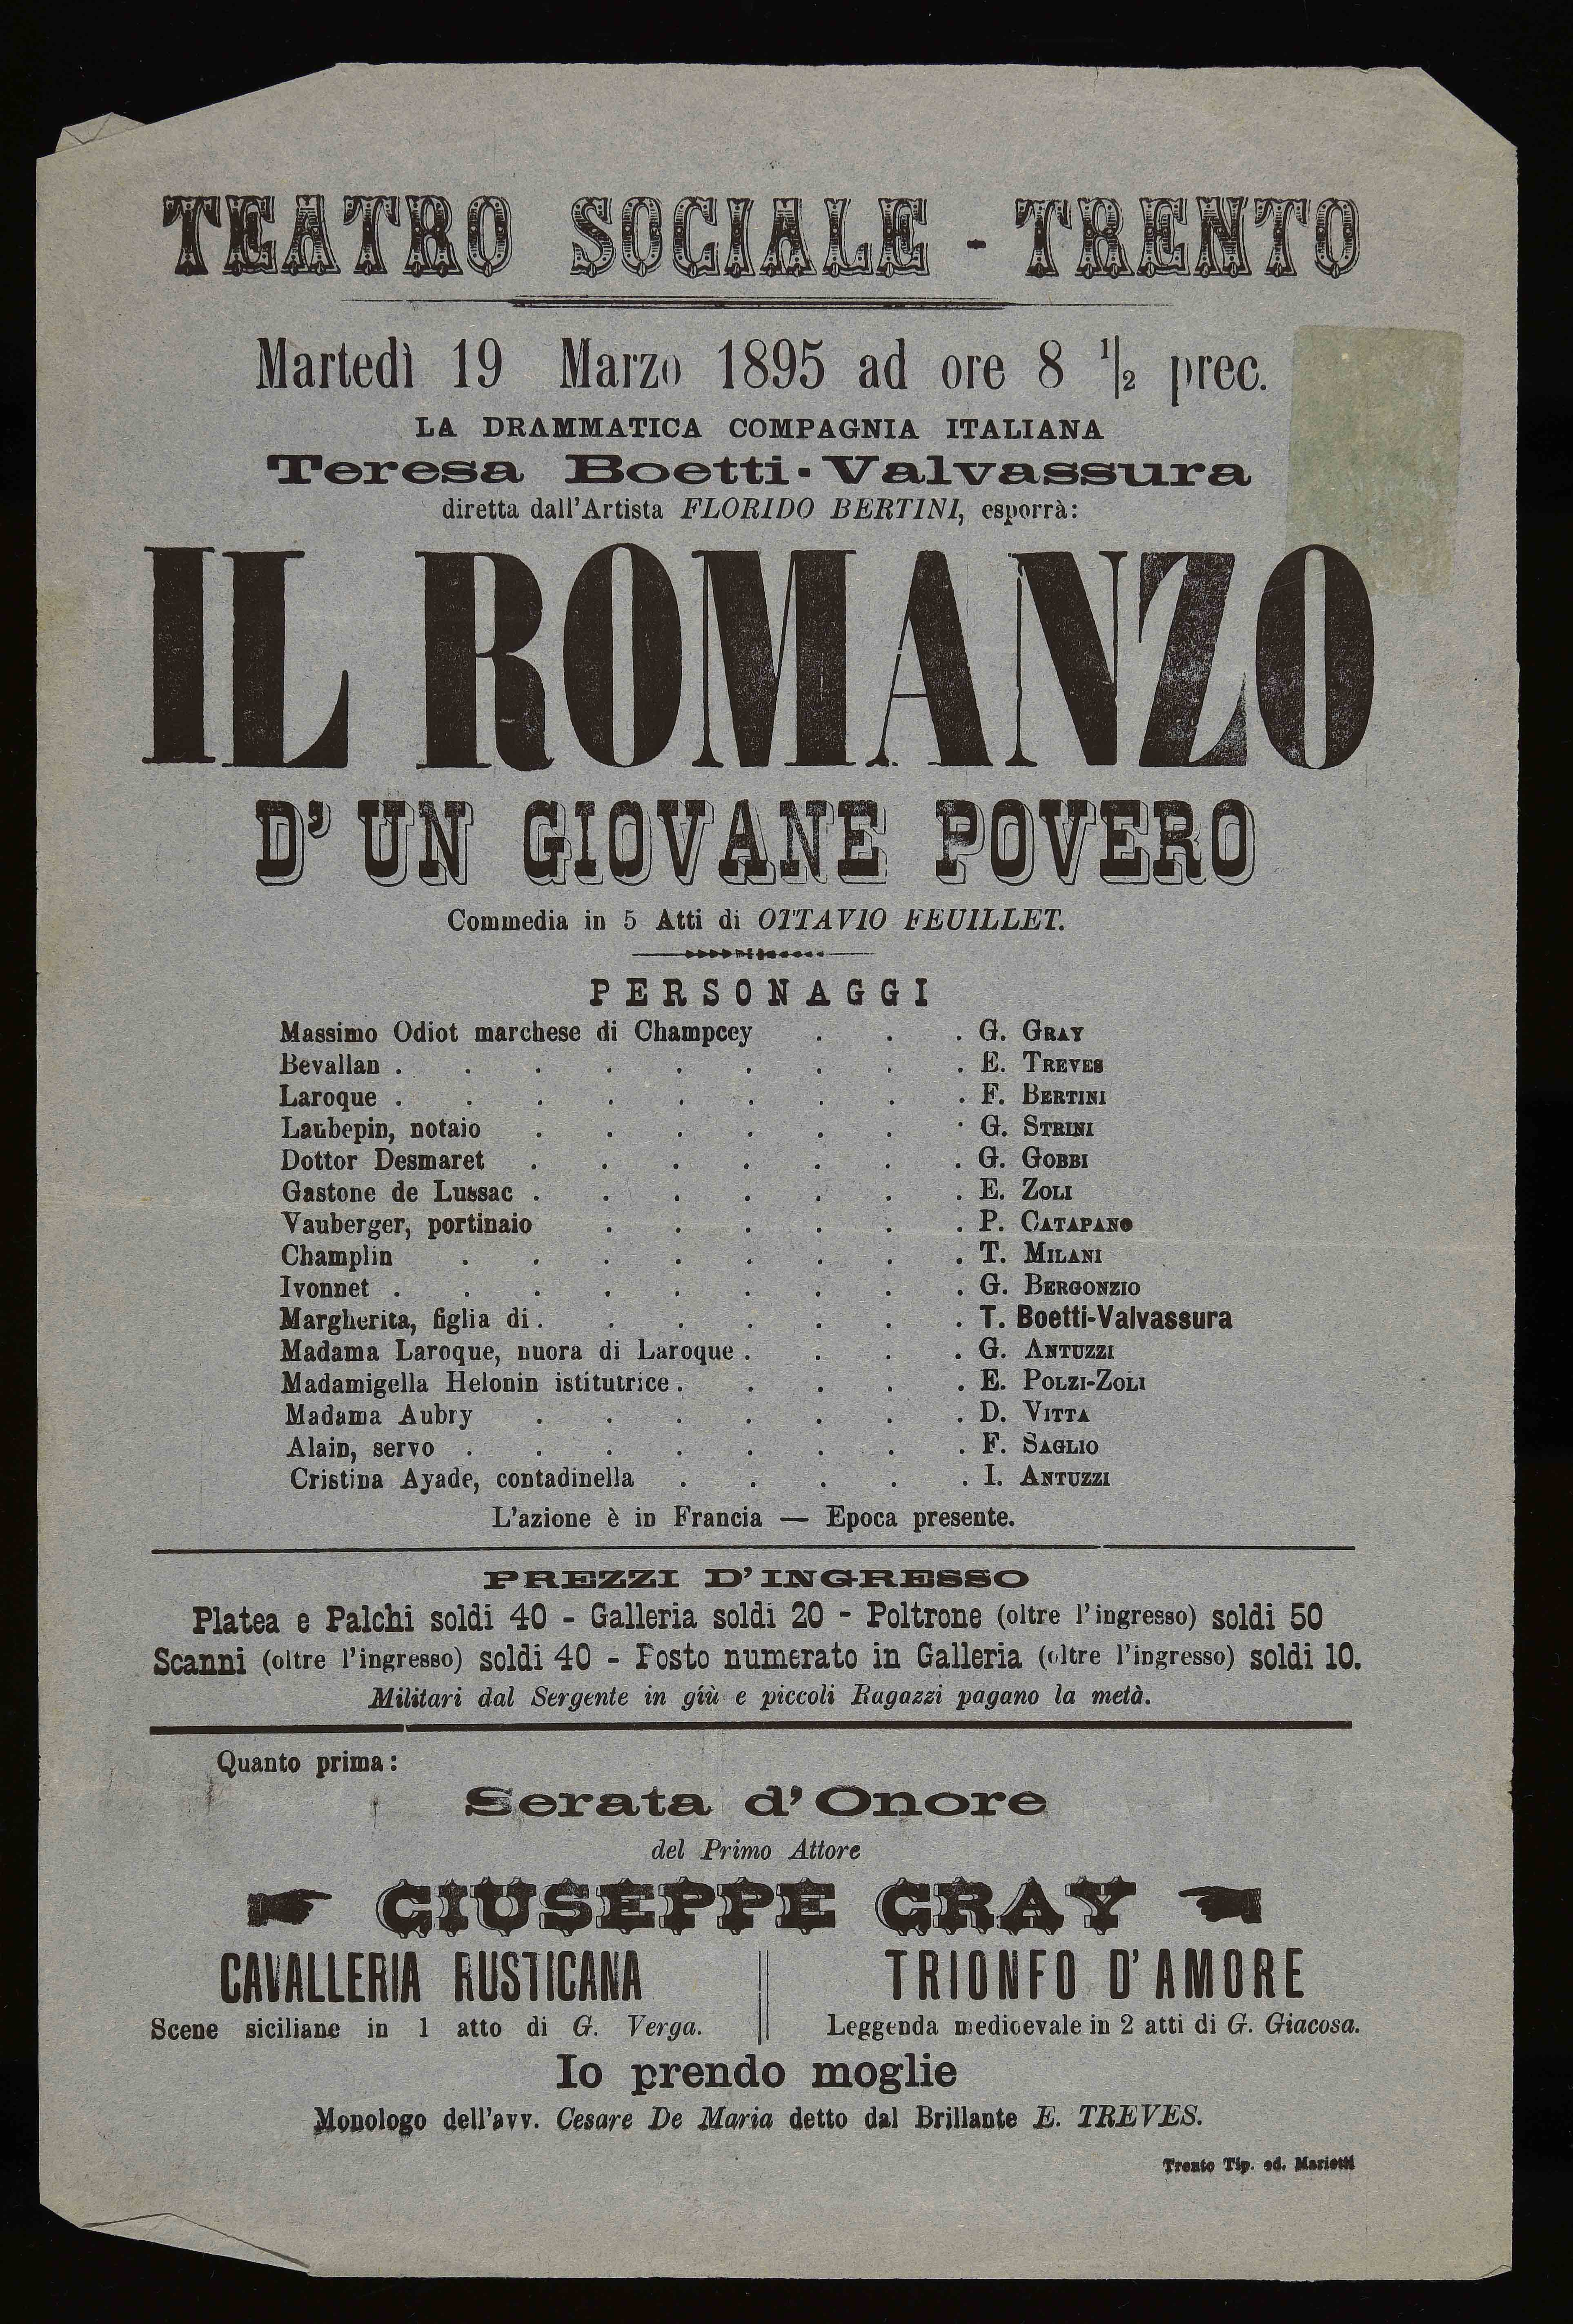 TEATRO SOCIALE - TRENTO
Martedì 19 Marzo 1895 ad ore 8 1/2 prec.
LA DRAMMATICA COMPAGNIA ITALIANA
Teresa Boetti-Valvassura
diretta dall'Artista FLORIDO BERTINI, esporrà:
IL ROMANZO
D'UN GIOVANE POVERO
Commedia in 5 Atti di OTTAVIO FEUILLET.
PERSONAGGI
Massimo Odiot marchese di Champcey . . . G. GRAY
Bevallan . . . . . . . . . E. TREVES
Laroque . . . . . . . . . F. BERTINI
Laubepin, notaio . . . . . . . G. STRINI
Dottor Desmaret . . . . . . . G. GOBBI
Gastone de Lussac . . . . . . . E. ZOLI
Vauberger, portinaio . . . . . . P. CATAPANO
Champlin . . . . . . . . T. MILANI
Ivonnet . . . . . . . . . G. BERGONZIO
Margherita, figlia di . . . . . . . T. Boetti-Valvassura
Madama Laroque, nuora di Laroque . . . . G. ANTUZZI
Madamigella Helonin istitutrice . . . . . E. POLZI-ZOLI
Madama Aubry . . . . . . . D. VITTA
Alain, servo . . . . . . . . F. SAGLIO
Cristina Ayade, contadinella . . . . . I. ANTUZZI
L'azione è in Francia — Epoca presente.
PREZZI D'INGRESSO
Platea e Palchi soldi 40 - Galleria soldi 20 - Poltrone (oltre l'ingresso) soldi 50
Scanni (oltre l'ingresso) soldi 40 - Posto numerato in Galleria (oltre l'ingresso) soldi 10.
Militari dal Sergente in giù e piccoli Ragazzi pagano la metà.
Quanto prima:
Serata d'Onore
del Primo Attore
GIUSEPPE GRAY
CAVALLERIA RUSTICANA
Scene siciliane in 1 atto di G. Verga.
TRIONFO D'AMORE
Leggenda medioevale in 2 atti di G. Giacosa.
Io prendo moglie
Monologo dell'avv. Cesare De Maria detto dal Brillante E. TREVES.
Trento Tip. ed. Marietti